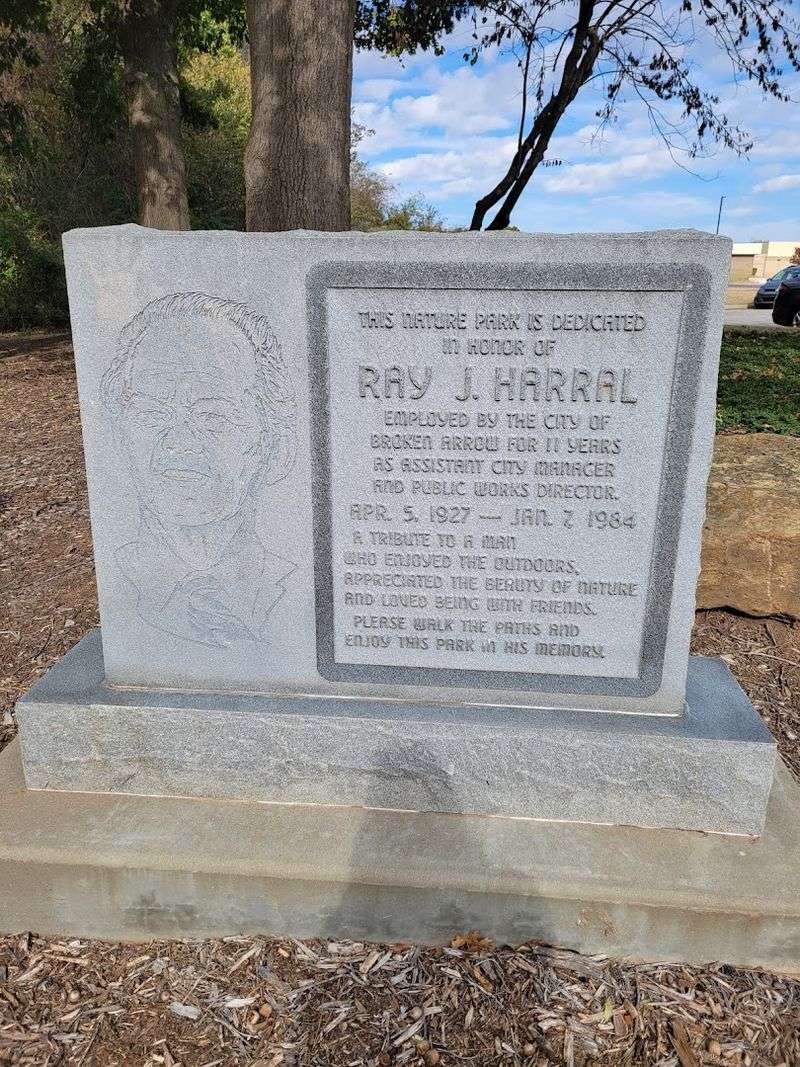 THIS NATURE PARK IS DEDICATED
IN HONOR OF
RAY J. HARRAL
EMPLOYED BY THE CITY OF
BROKEN ARROW FOR 11 YEARS
AS ASSISTANT CITY MANAGER
AND PUBLIC WORKS DIRECTOR.
APR. 5, 1927 — JAN. 7, 1984
A TRIBUTE TO A MAN
WHO ENJOYED THE OUTDOORS,
APPRECIATED THE BEAUTY OF NATURE
AND LOVED BEING WITH FRIENDS.
PLEASE WALK THE PATHS AND
ENJOY THIS PARK IN HIS MEMORY.